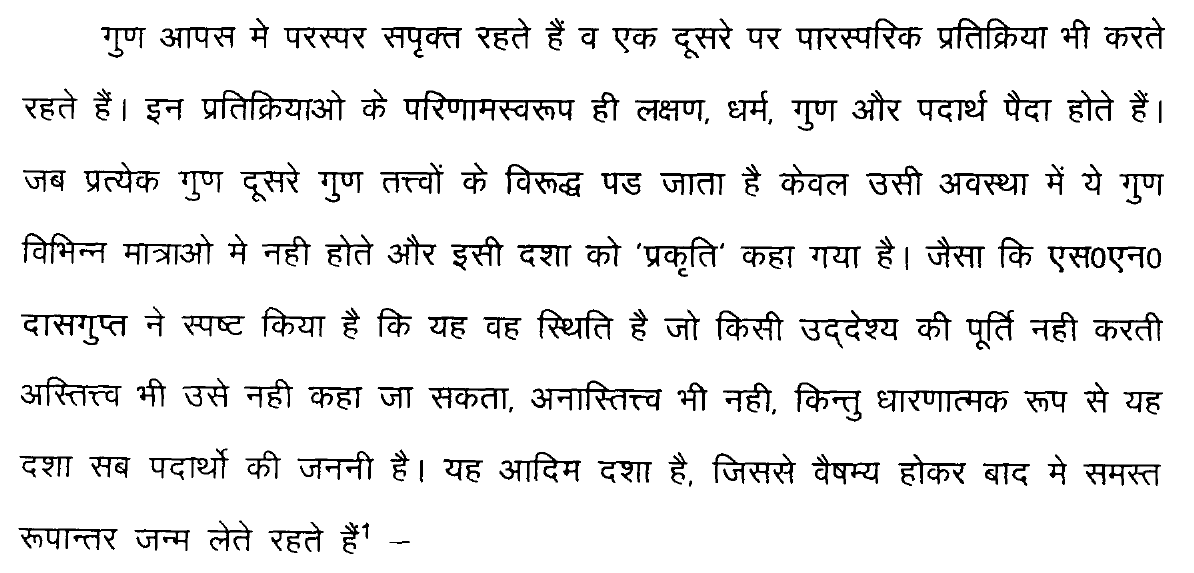 गुण आपस मे परस्पर सपृक्त रहते हैं व एक दूसरे पर पारस्परिक प्रतिक्रिया भी करते
रहते हैं। इन प्रतिक्रियाओ के परिणामस्वरूप ही लक्षण, धर्म, गुण और पदार्थ पैदा होते हैं।
जब प्रत्येक गुण दूसरे गुण तत्त्वों के विरूद्ध पड जाता है केवल उसी अवस्था में ये गुण
विभिन्न मात्राओ मे नही होते और इसी दशा को 'प्रकृति' कहा गया है। जैसा कि एस0एन0
दासगुप्त ने स्पष्ट किया है कि यह वह स्थिति है जो किसी उद्देश्य की पूर्ति नही करती
अस्तित्त्व भी उसे नही कहा जा सकता, अनास्तित्त्व भी नही, किन्तु धारणात्मक रूप से यह
दशा सब पदार्थो की जननी है। यह आदिम दशा है, जिससे वैषम्य होकर बाद मे समस्त
रूपान्तर जन्म लेते रहते हैं¹ –